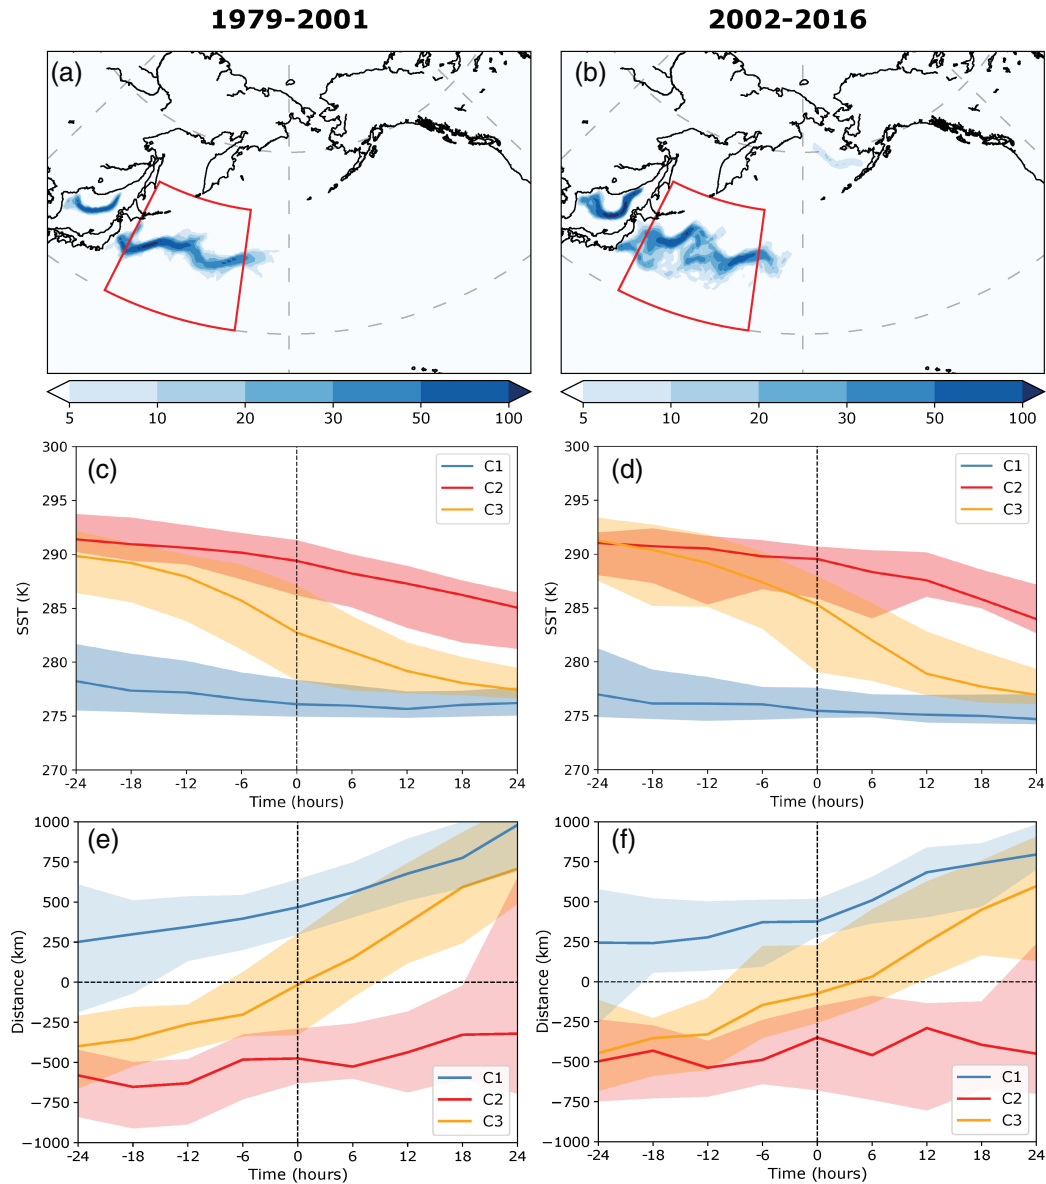 1979-2001 2002-2016
(a) (b)
5 10 20 30 50 100 5 10 20 30 50 100
(c)
300
295
290
285
280
275
270
SST (K)
C1
C2
C3
-24 -18 -12 -6 0 6 12 18 24
Time (hours)
(d)
300
295
290
285
280
275
270
SST (K)
C1
C2
C3
-24 -18 -12 -6 0 6 12 18 24
Time (hours)
(e)
1000
750
500
250
0
−250
−500
−750
−1000
Distance (km)
C1
C2
C3
-24 -18 -12 -6 0 6 12 18 24
Time (hours)
(f)
1000
750
500
250
0
−250
−500
−750
−1000
Distance (km)
C1
C2
C3
-24 -18 -12 -6 0 6 12 18 24
Time (hours)